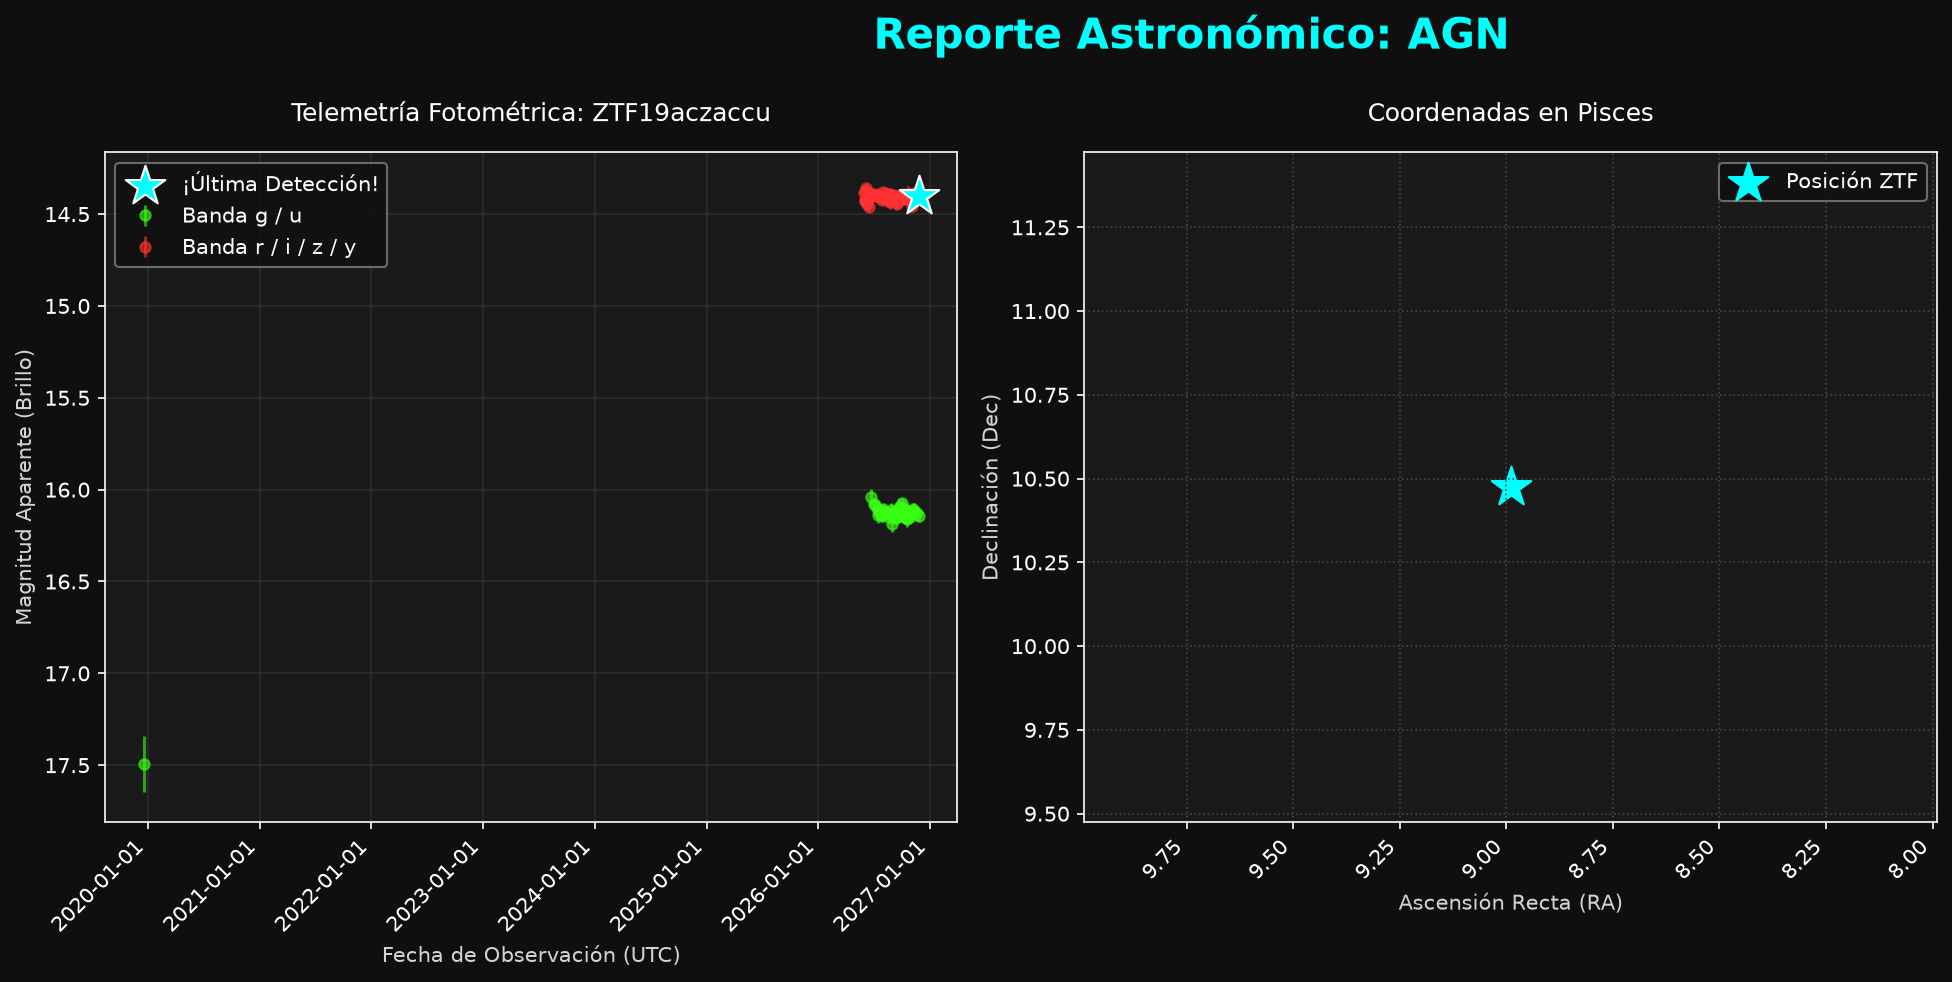 Reporte Astronómico: AGN
Telemetría Fotométrica: ZTF19aczaccu
¡Última Detección!
Banda g / u
Banda r / i / z / y
Magnitud Aparente (Brillo)
14.5
15.0
15.5
16.0
16.5
17.0
17.5
2020-01-01
2021-01-01
2022-01-01
2023-01-01
2024-01-01
2025-01-01
2026-01-01
2027-01-01
Fecha de Observación (UTC)
Coordenadas en Pisces
Posición ZTF
Declinación (Dec)
11.25
11.00
10.75
10.50
10.25
10.00
9.75
9.50
9.75
9.50
9.25
9.00
8.75
8.50
8.25
8.00
Ascensión Recta (RA)